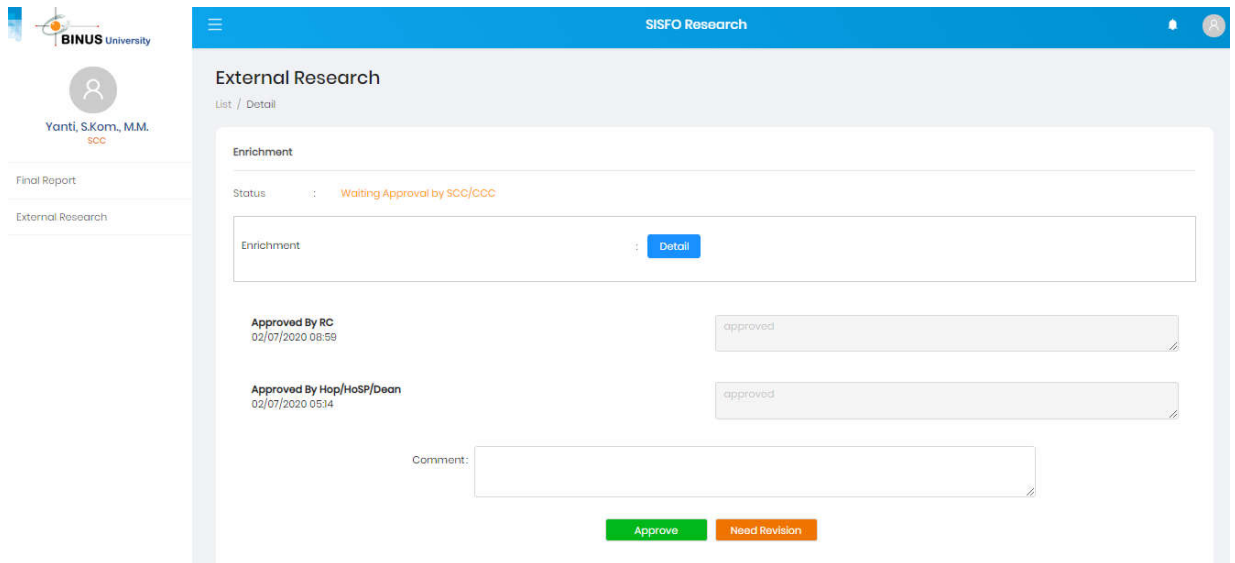 BINUS University
SISFO Research
Yanti, S.Kom., M.M.
SCC
Final Report
External Research
External Research
List / Detail
Enrichment
Status : Waiting Approval by SCC/CCC
Enrichment : Detail
Approved By RC
02/07/2020 08:59
approved
Approved By Hop/HoSP/Dean
02/07/2020 05:14
approved
Comment:
Approve Need Revision